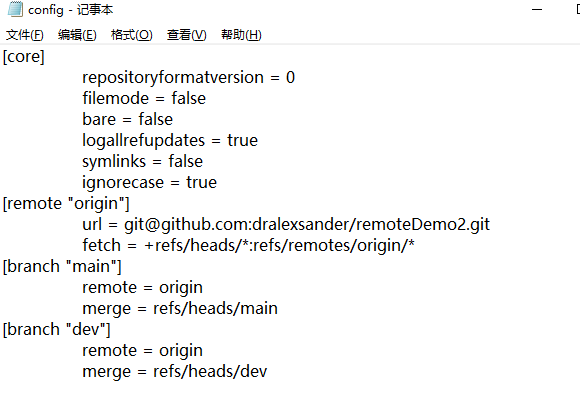 config - 记事本
文件(F) 编辑(E) 格式(O) 查看(V) 帮助(H)
[core]
repositoryformatversion = 0
filemode = false
bare = false
logallrefupdates = true
symlinks = false
ignorecase = true
[remote "origin"]
url = git@github.com:dralexsander/remoteDemo2.git
fetch = +refs/heads/*:refs/remotes/origin/*
[branch "main"]
remote = origin
merge = refs/heads/main
[branch "dev"]
remote = origin
merge = refs/heads/dev